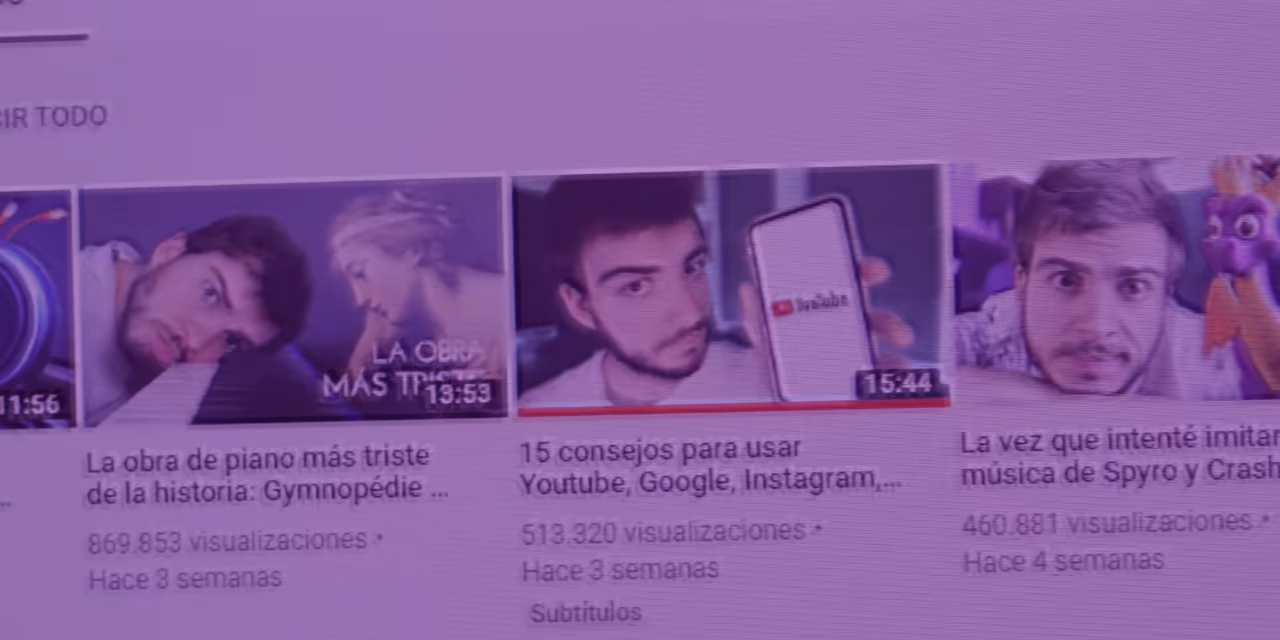 IR TODO
11:56
LA OBRA
MÁS
13:53
YouTube
15:44
La obra de piano más triste
de la historia: Gymnopédie ...
869.853 visualizaciones •
Hace 3 semanas
15 consejos para usar
Youtube, Google, Instagram,...
513.320 visualizaciones •
Hace 3 semanas
Subtítulos
La vez que intenté imitar
música de Spyro y Crash
460.881 visualizaciones •
Hace 4 semanas